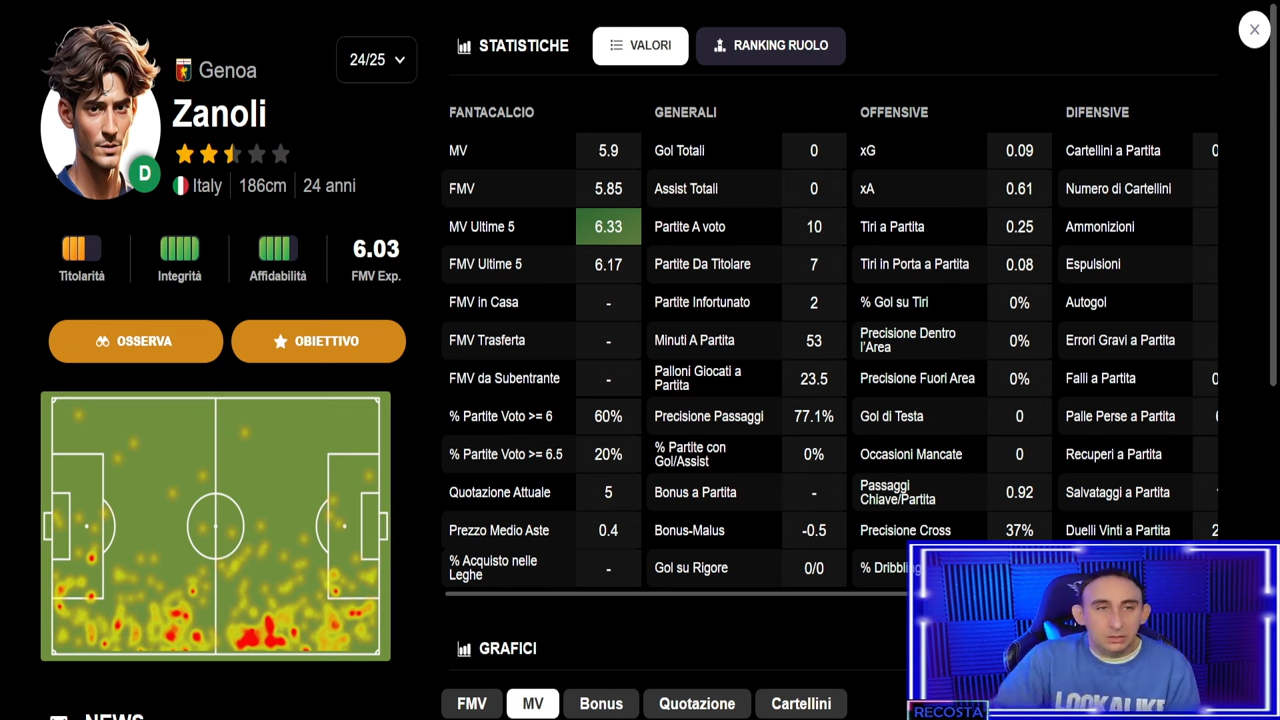 Genoa
24/25
Zanoli
D
Italy 186cm 24 anni
Titolarità Integrità Affidabilità 6.03 FMV Exp.
OSSERVA OBIETTIVO
STATISTICHE VALORI RANKING RUOLO
FANTACALCIO
MV 5.9
FMV 5.85
MV Ultime 5 6.33
FMV Ultime 5 6.17
FMV in Casa -
FMV Trasferta -
FMV da Subentrante -
% Partite Voto >= 6 60%
% Partite Voto >= 6.5 20%
Quotazione Attuale 5
Prezzo Medio Aste 0.4
% Acquisto nelle
Leghe -
GENERALI
Gol Totali 0
Assist Totali 0
Partite A voto 10
Partite Da Titolare 7
Partite Infortunato 2
Minuti A Partita 53
Palloni Giocati a
Partita 23.5
Precisione Passaggi 77.1%
% Partite con
Gol/Assist 0%
Bonus a Partita -
Bonus-Malus -0.5
Gol su Rigore 0/0
OFFENSIVE
xG 0.09
xA 0.61
Tiri a Partita 0.25
Tiri in Porta a Partita 0.08
% Gol su Tiri 0%
Precisione Dentro
l'Area 0%
Precisione Fuori Area 0%
Gol di Testa 0
Occasioni Mancate 0
Passaggi
Chiave/Partita 0.92
Precisione Cross 37%
% Dribbling
DIFENSIVE
Cartellini a Partita 0
Numero di Cartellini
Ammonizioni
Espulsioni
Autogol
Errori Gravi a Partita
Falli a Partita 0
Palle Perse a Partita
Recuperi a Partita
Salvataggi a Partita
Duelli Vinti a Partita 2
GRAFICI
FMV MV Bonus Quotazione Cartellini
NEWS
LOOKALIKE
RECOSTA